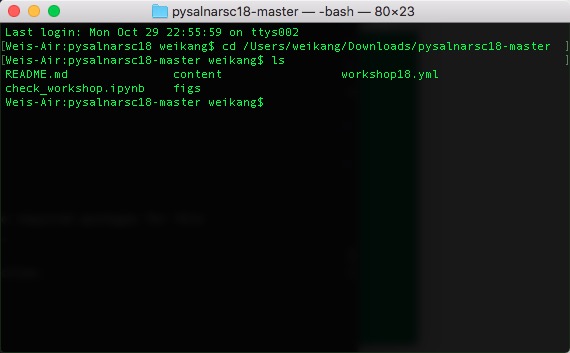 pysalnarsc18-master — -bash — 80×23
Last login: Mon Oct 29 22:55:59 on ttys002
[Weis-Air:pysalnarsc18 weikang$ cd /Users/weikang/Downloads/pysalnarsc18-master ]
[Weis-Air:pysalnarsc18-master weikang$ ls ]
README.md content workshop18.yml
check_workshop.ipynb figs
Weis-Air:pysalnarsc18-master weikang$